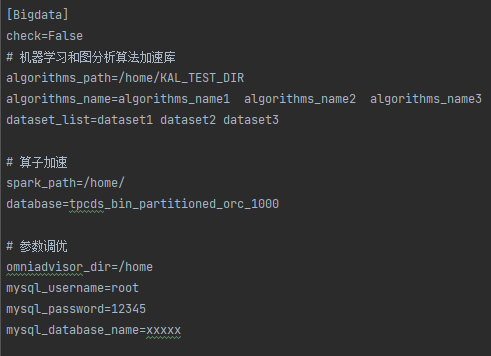 [Bigdata]
check=False
# 机器学习和图分析算法加速库
algorithms_path=/home/KAL_TEST_DIR
algorithms_name=algorithms_name1  algorithms_name2  algorithms_name3
dataset_list=dataset1 dataset2 dataset3
# 算子加速
spark_path=/home/
database=tpcds_bin_partitioned_orc_1000
# 参数调优
omniadvisor_dir=/home
mysql_username=root
mysql_password=12345
mysql_database_name=xxxxx